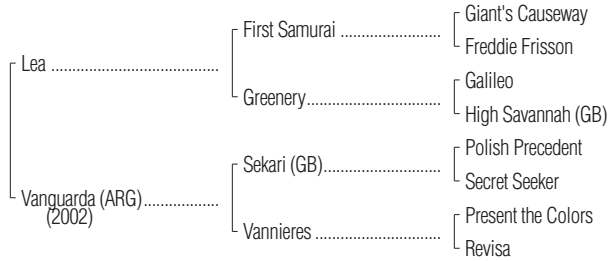 Giant's Causeway
First Samurai ....................
Freddie Frisson
Lea ..................................
Galileo
Greenery...........................
High Savannah (GB)
Polish Precedent
Sekari (GB).......................
Secret Seeker
Vanguarda (ARG)...............
(2002)
Present the Colors
Vannieres .........................
Revisa